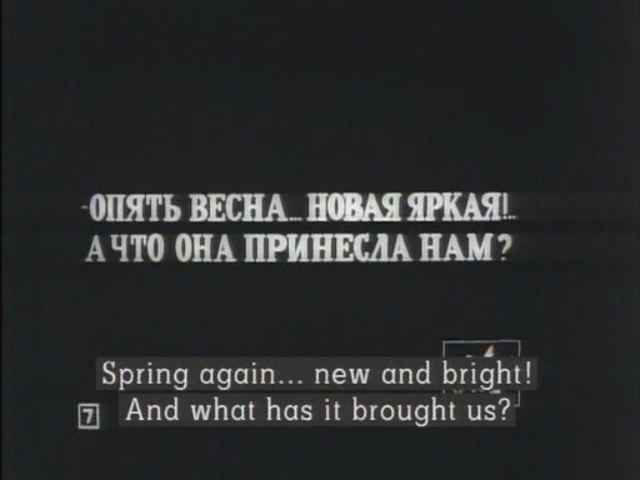 -ОПЯТЬ ВЕСНА... НОВАЯ ЯРКАЯ!..
А ЧТО ОНА ПРИНЕСЛА НАМ?
Spring again... new and bright!
7 And what has it brought us?